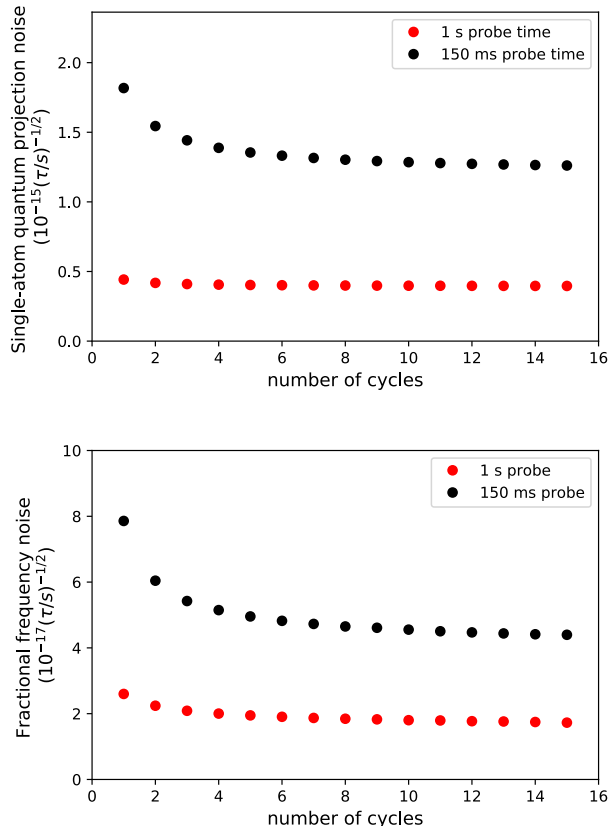 Single-atom quantum projection noise
(10⁻¹⁵(τ/s)⁻¹/²)
2.0
1.5
1.0
0.5
0.0
1 s probe time
150 ms probe time
0 2 4 6 8 10 12 14 16
number of cycles
Fractional frequency noise
(10⁻¹⁷(τ/s)⁻¹/²)
10
8
6
4
2
0
1 s probe
150 ms probe
0 2 4 6 8 10 12 14 16
number of cycles